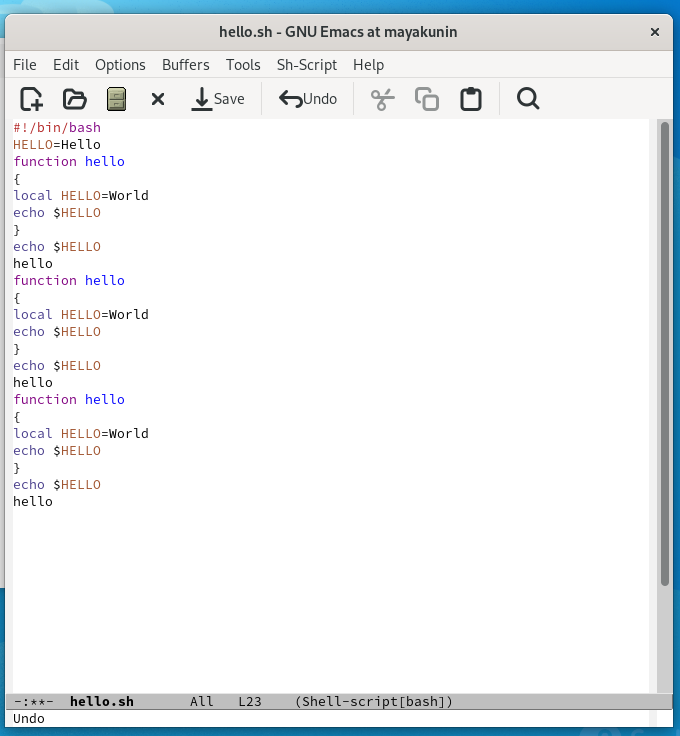 hello.sh - GNU Emacs at mayakunin
File Edit Options Buffers Tools Sh-Script Help
Save Undo
#!/bin/bash
HELLO=Hello
function hello
{
local HELLO=World
echo $HELLO
}
echo $HELLO
hello
function hello
{
local HELLO=World
echo $HELLO
}
echo $HELLO
hello
function hello
{
local HELLO=World
echo $HELLO
}
echo $HELLO
hello
-:**- hello.sh All L23 (Shell-script[bash])
Undo